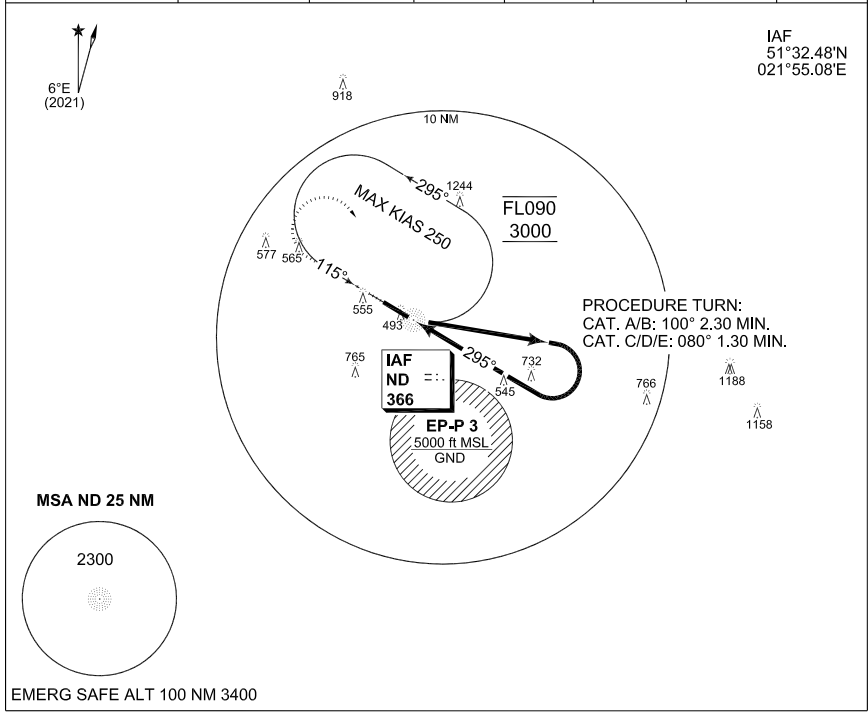 IAF
51°32.48'N
021°55.08'E
6°E
(2021)
918
10 NM
295°
1244
MAX KIAS 250
FL090
3000
577
565
115°
555
493
PROCEDURE TURN:
CAT. A/B: 100° 2.30 MIN.
CAT. C/D/E: 080° 1.30 MIN.
295°
732
765
545
766
1188
1158
IAF
ND
366
EP-P 3
5000 ft MSL
GND
MSA ND 25 NM
2300
EMERG SAFE ALT 100 NM 3400